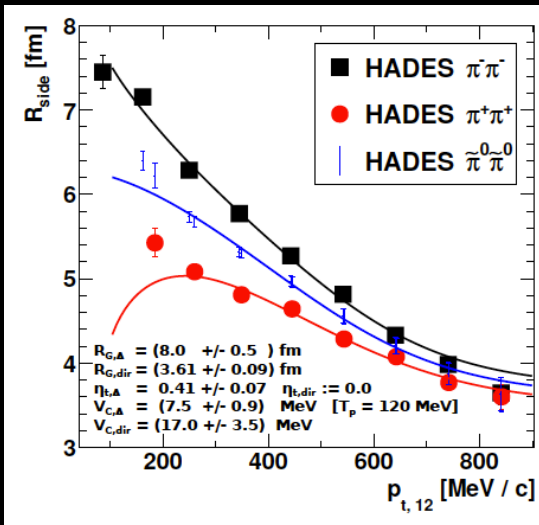 R_side [fm]
8
7
6
5
4
3
HADES π⁻π⁻
HADES π⁺π⁺
HADES π̃⁰π̃⁰
R_G,Δ = (8.0 +/- 0.5 ) fm
R_G,dir = (3.61 +/- 0.09) fm
η_t,Δ = 0.41 +/- 0.07 η_t,dir := 0.0
V_C,Δ = (7.5 +/- 0.9) MeV [T_p = 120 MeV]
V_C,dir = (17.0 +/- 3.5) MeV
200 400 600 800
p_t, 12 [MeV / c]